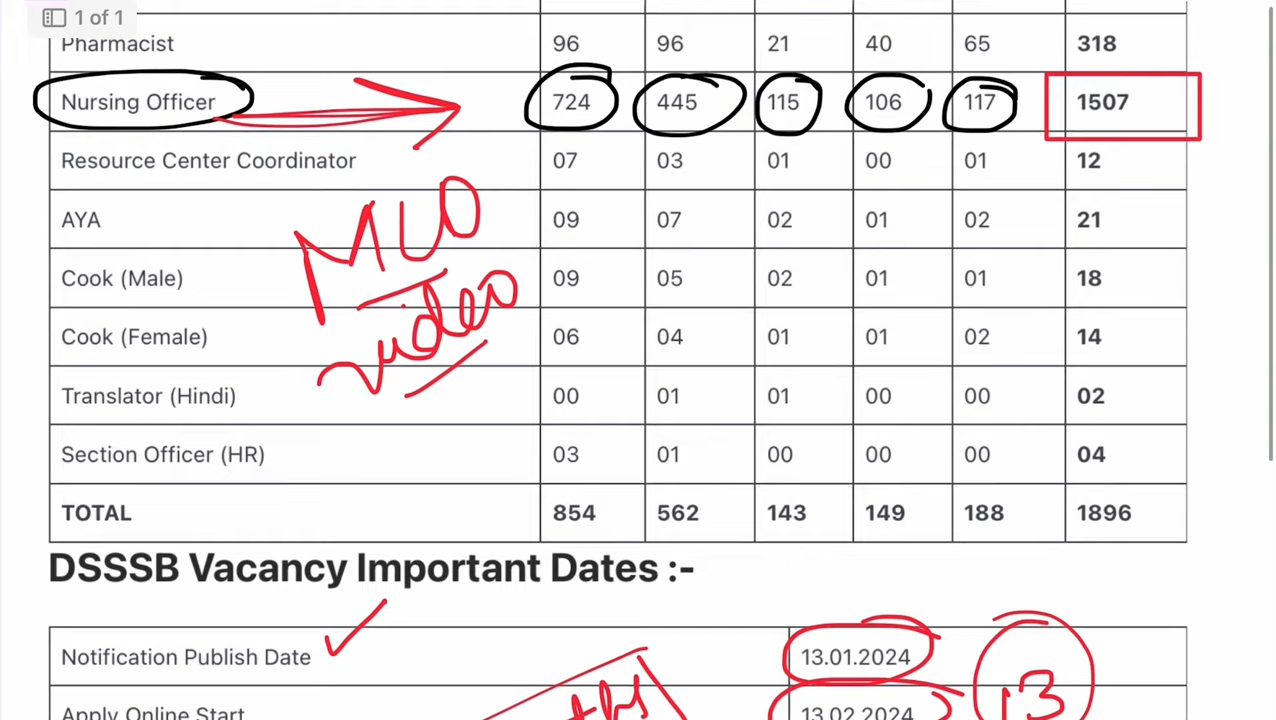 1 of 1
Pharmacist 96 96 21 40 65 318
Nursing Officer 724 445 115 106 117 1507
Resource Center Coordinator 07 03 01 00 01 12
AYA 09 07 02 01 02 21
Cook (Male) 09 05 02 01 01 18
Cook (Female) 06 04 01 01 02 14
Translator (Hindi) 00 01 01 00 00 02
Section Officer (HR) 03 01 00 00 00 04
TOTAL 854 562 143 149 188 1896
video
DSSSB Vacancy Important Dates :-
Notification Publish Date 13.01.2024
Apply Online Start 13.02.2024
13